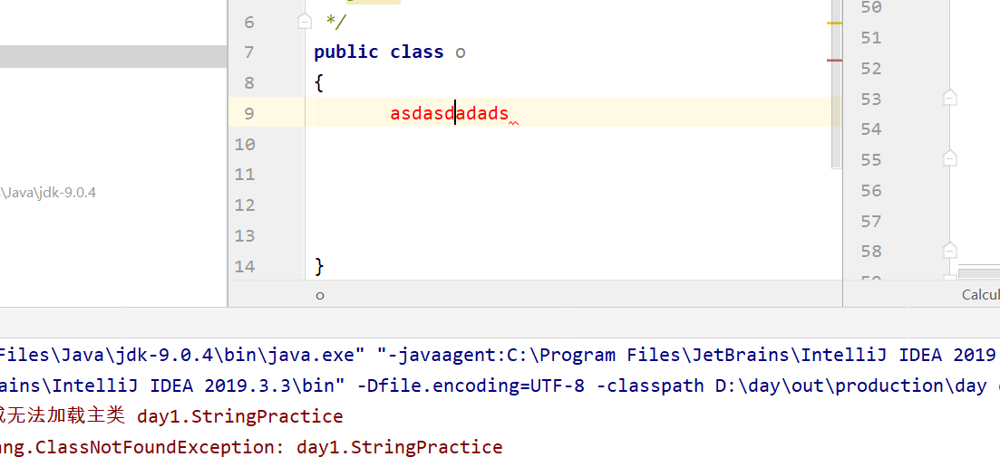 6 */
7 public class o
8 {
9 asdasdadads
10
11
12
13
14 }
o
\Java\jdk-9.0.4
50
51
52
53
54
55
56
57
58
Calcul
Files\Java\jdk-9.0.4\bin\java.exe" "-javaagent:C:\Program Files\JetBrains\IntelliJ IDEA 2019
ains\IntelliJ IDEA 2019.3.3\bin" -Dfile.encoding=UTF-8 -classpath D:\day\out\production\day
无法加载主类 day1.StringPractice
ang.ClassNotFoundException: day1.StringPractice